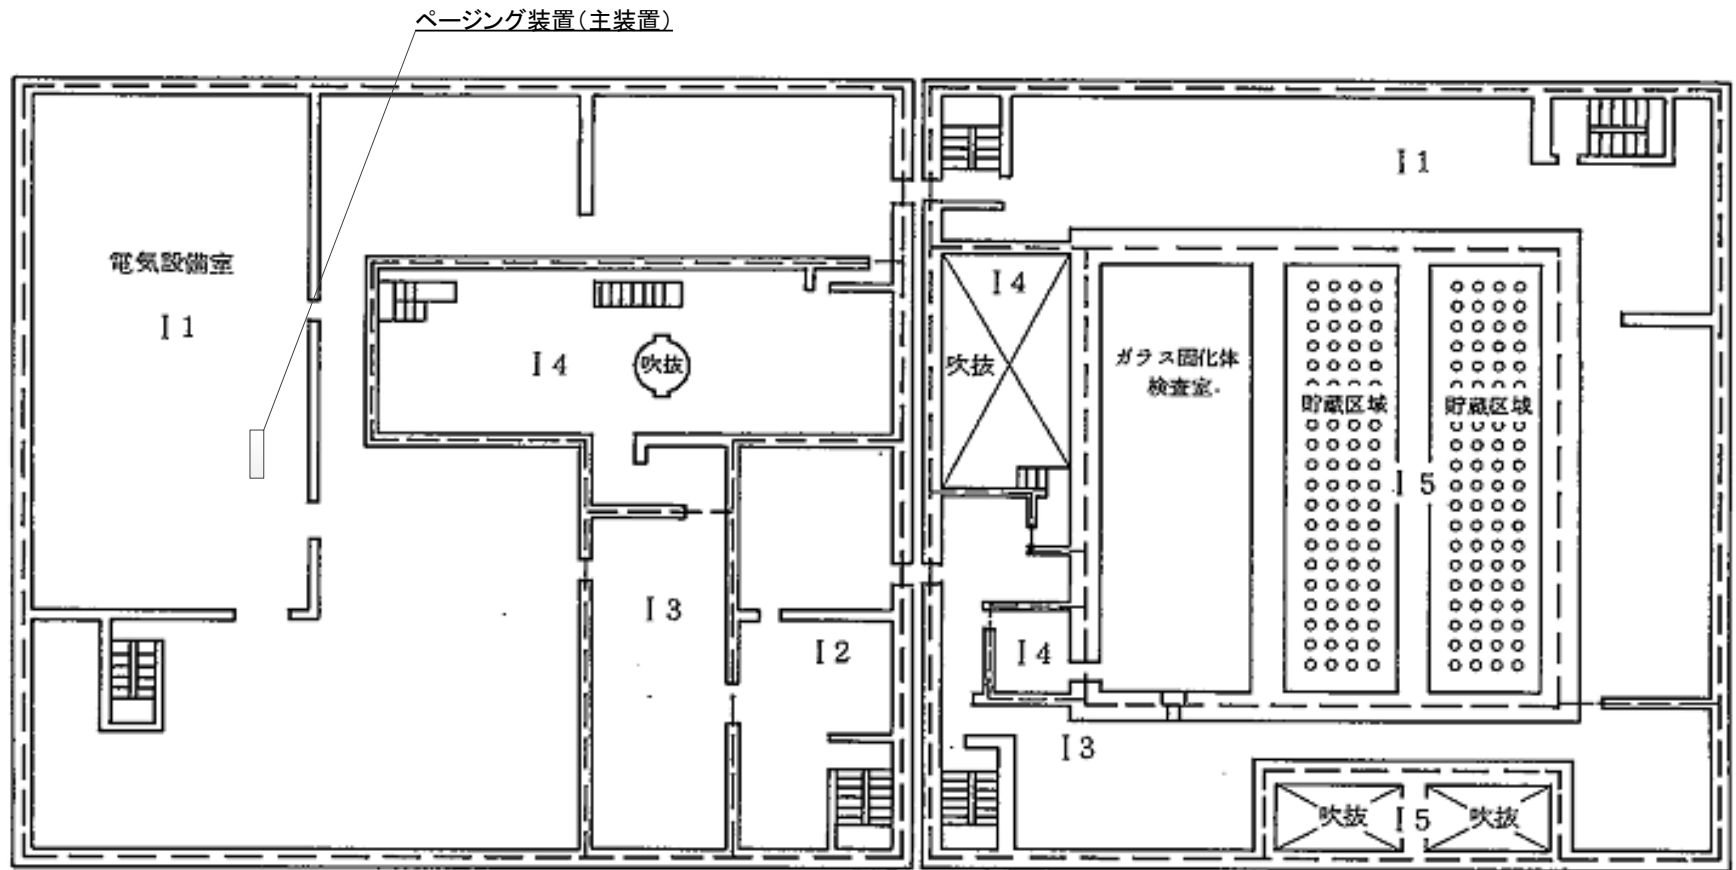 ページング装置(主装置)
電気設備室
I 1
I 4
吹抜
I 3
I 2
I 1
I 4
吹抜
ガラス固化体
検査室.
貯蔵区域
貯蔵区域
I 5
I 4
I 3
吹抜
I 5
吹抜